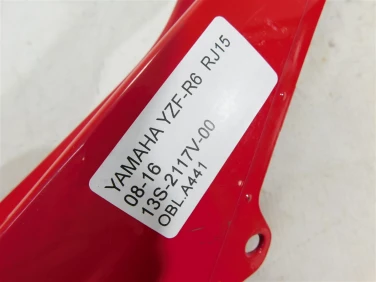 YAMAHA YZF-R6 RJ15
08-16
13S-2117V-00
OBL.A441